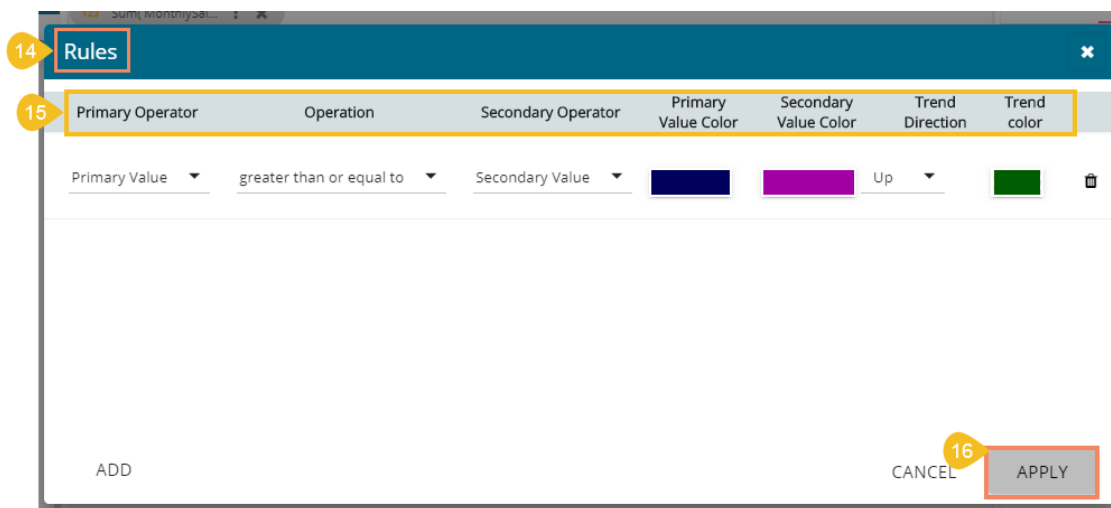 123 Sum( MonthlySal...
14 Rules
15 Primary Operator Operation Secondary Operator Primary Value Color Secondary Value Color Trend Direction Trend color
Primary Value greater than or equal to Secondary Value Up
16
ADD CANCEL APPLY